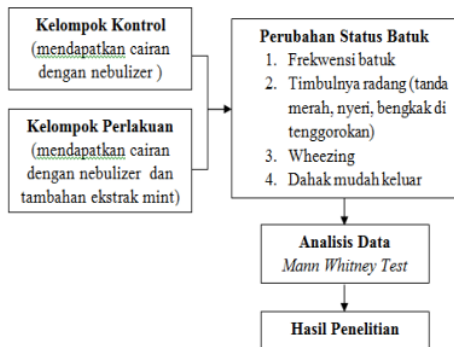 Kelompok Kontrol
(mendapatkan cairan
dengan nebulizer )
Kelompok Perlakuan
(mendapatkan cairan
dengan nebulizer dan
tambahan ekstrak mint)
Perubahan Status Batuk
1. Frekwensi batuk
2. Timbulnya radang (tanda
merah, nyeri, bengkak di
tenggorokan)
3. Wheezing
4. Dahak mudah keluar
Analisis Data
Mann Whitney Test
Hasil Penelitian